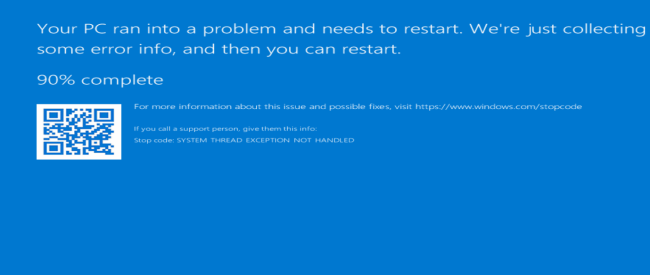 Your PC ran into a problem and needs to restart. We're just collecting
some error info, and then you can restart.
90% complete
For more information about this issue and possible fixes, visit https://www.windows.com/stopcode
If you call a support person, give them this info:
Stop code: SYSTEM THREAD EXCEPTION NOT HANDLED